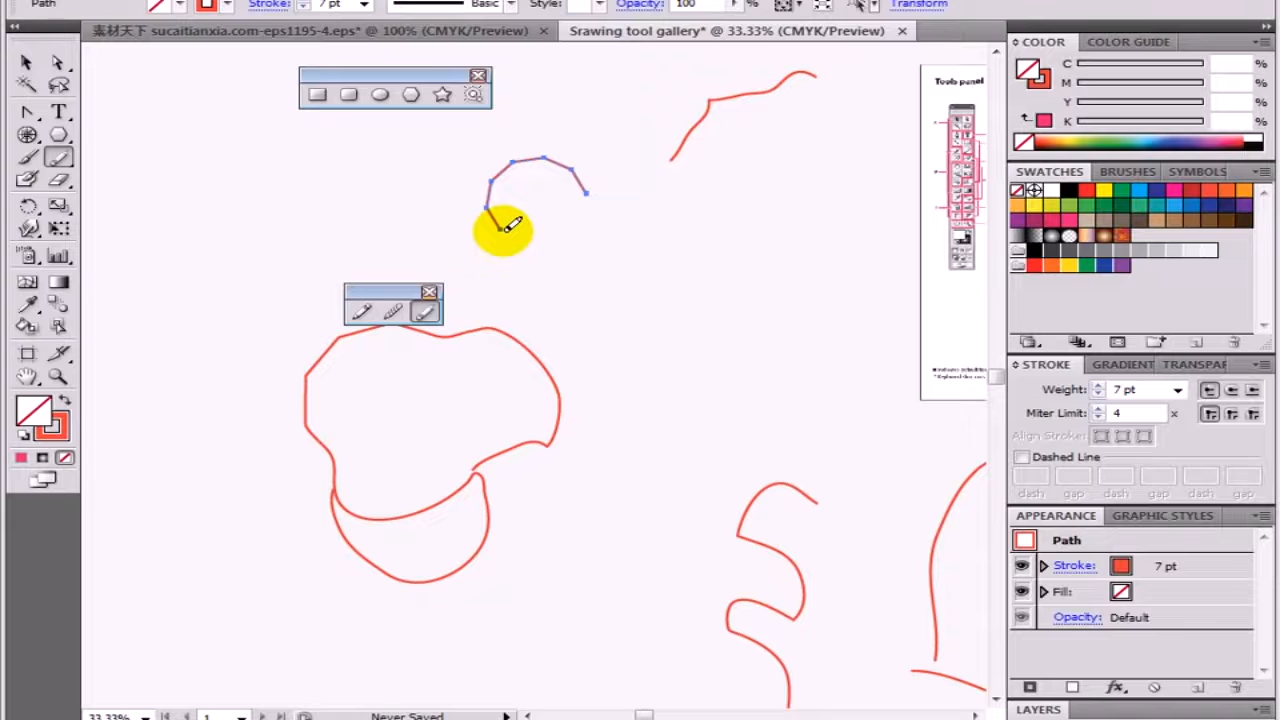 Path Stroke: 7 pt Basic Style: Opacity: 100 % Transform
素材天下 sucaitianxia.com-eps1195-4.eps* @ 100% (CMYK/Preview) Srawing tool gallery* @ 33.33% (CMYK/Preview)
COLOR COLOR GUIDE
C %
M %
Y %
K %
Tools panel
T
SWATCHES BRUSHES SYMBOLS
STROKE GRADIENT TRANSPAR
Weight: 7 pt
Miter Limit: 4 x
Align Stroke:
Dashed Line
dash gap dash gap dash gap
APPEARANCE GRAPHIC STYLES
Path
Stroke: 7 pt
Fill:
Opacity: Default
fx
LAYERS
33.33% 1 Never Saved